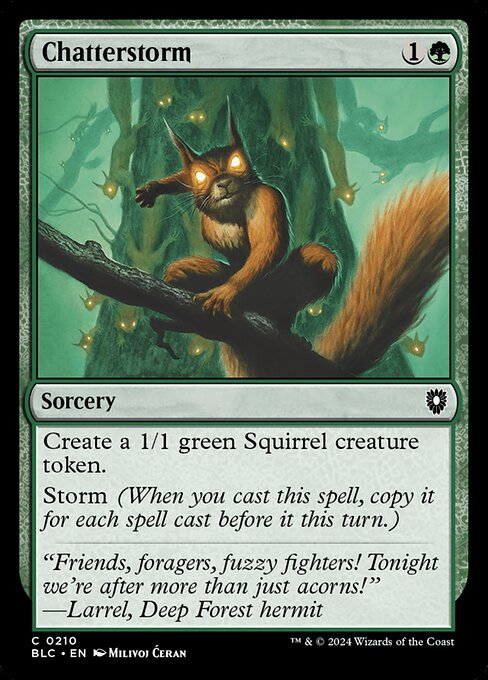 Chatterstorm 1
Sorcery
Create a 1/1 green Squirrel creature
token.
Storm (When you cast this spell, copy it
for each spell cast before it this turn.)
“Friends, foragers, fuzzy fighters! Tonight
we’re after more than just acorns!”
—Larrel, Deep Forest hermit
C 0210
BLC • EN Milivoj Ćeran
™ & © 2024 Wizards of the Coast